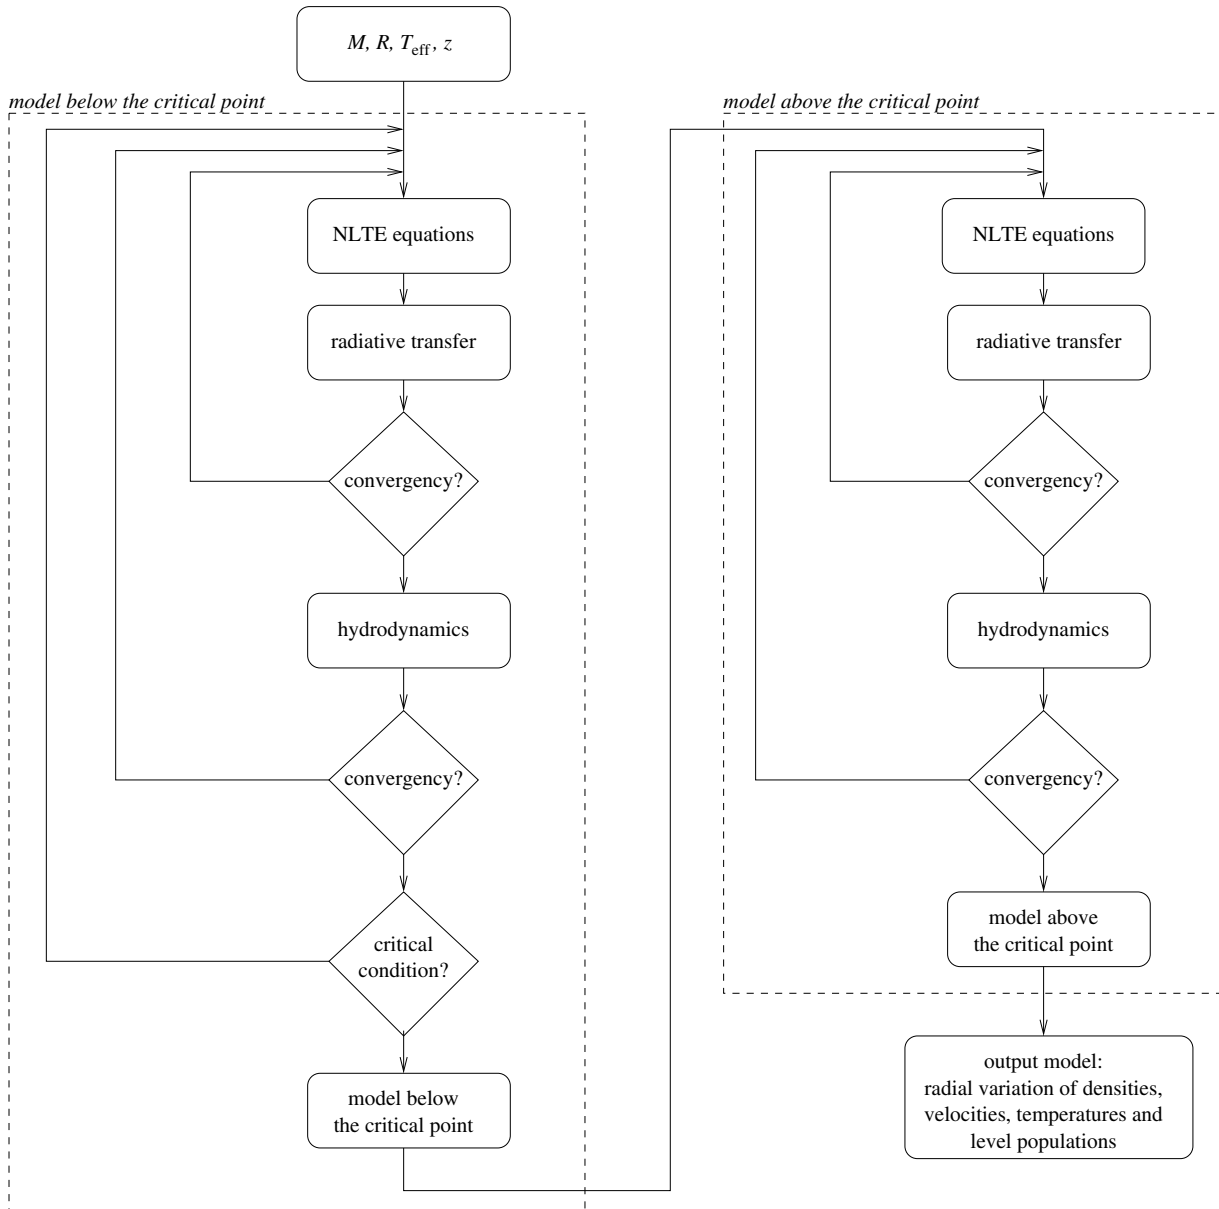 M, R, T_eff, z
model below the critical point
NLTE equations
radiative transfer
convergency?
hydrodynamics
convergency?
critical
condition?
model below
the critical point
model above the critical point
NLTE equations
radiative transfer
convergency?
hydrodynamics
convergency?
model above
the critical point
output model:
radial variation of densities,
velocities, temperatures and
level populations